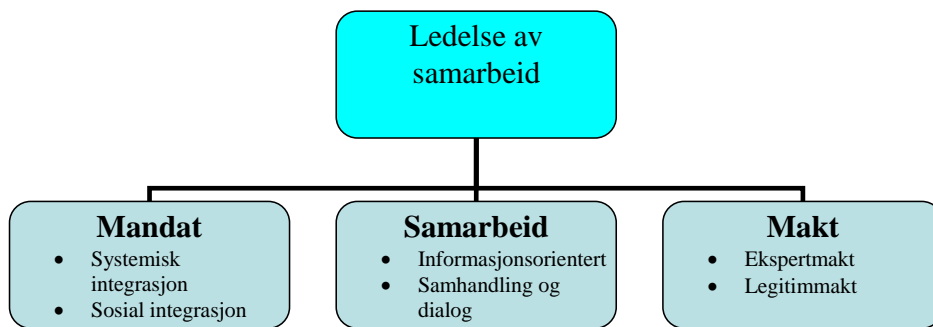 Ledelse av
samarbeid
Mandat
• Systemisk
integrasjon
• Sosial integrasjon
Samarbeid
• Informasjonsorientert
• Samhandling og
dialog
Makt
• Ekspertmakt
• Legitimmakt